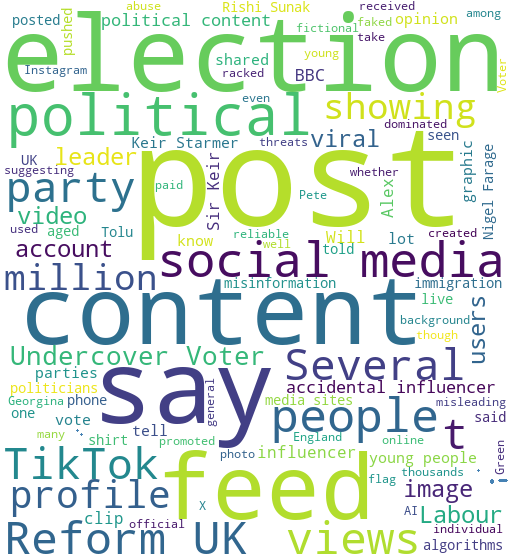 abuse Rishi Sunak received
posted political content faked opinion among
pushed fictional take
election
Instagram shared young
racked BBC even
Voter
political showing
dominated
Keir Starmer threats viral seen
UK leader post whether graphic
suggesting Sir Keir Nigel Farage
party paid Pete Alex
video reliable created
used aged Tolu know well Will told lot
account social media
million misinformation immigration
live
content background users
though
Undercover Voter Several
parties say accidental influencer misleading
politicians general media sites
Georgina phone people said
one t
vote tell England online
many shirt promoted influencer young people
TikTok photo flag thousands Green
profile feed image AI
clip X Labour
official individual
Reform UK views algorithms